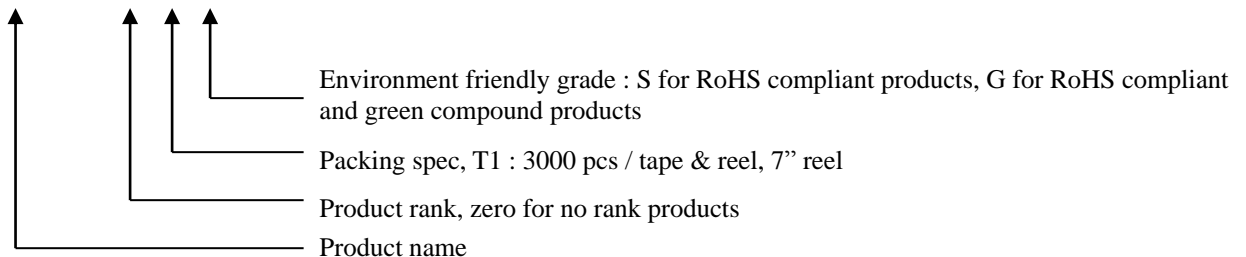 Environment friendly grade : S for RoHS compliant products, G for RoHS compliant
and green compound products
Packing spec, T1 : 3000 pcs / tape & reel, 7” reel
Product rank, zero for no rank products
Product name